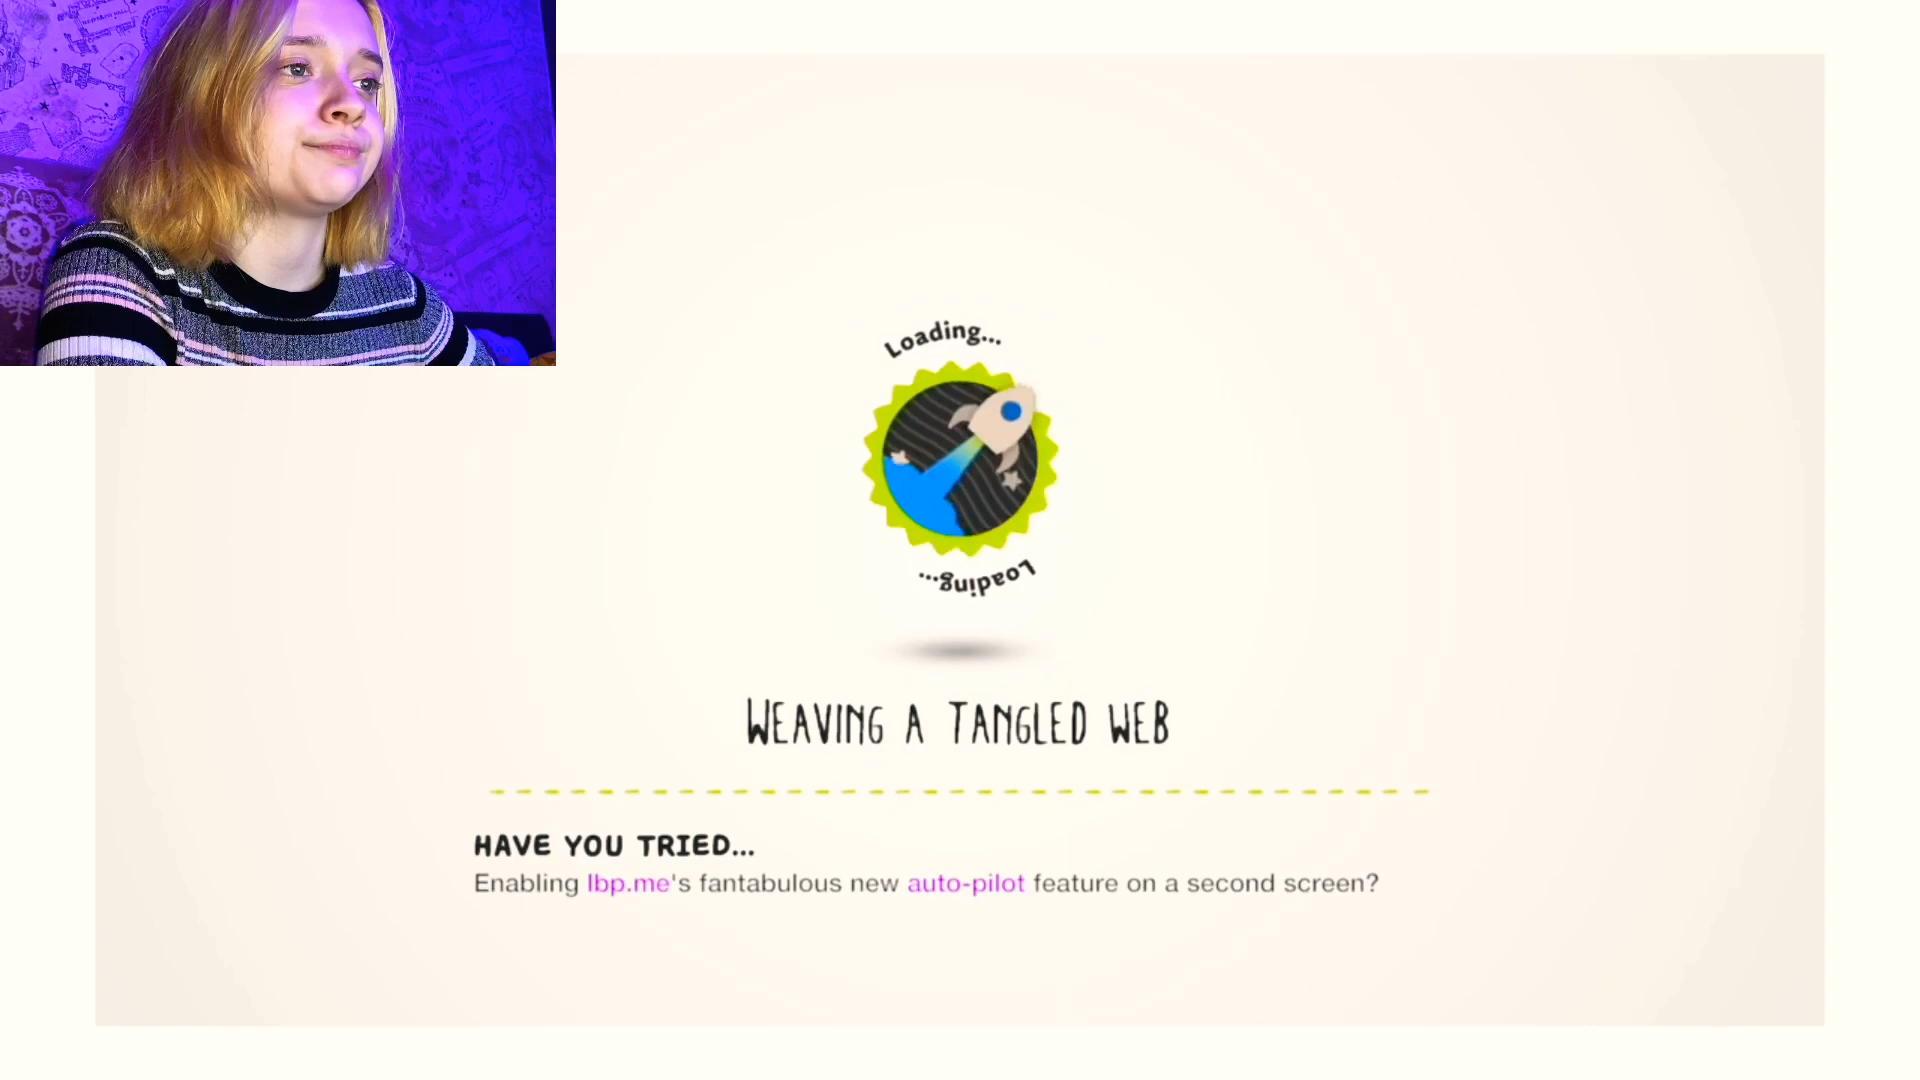 Loading...
Loading...
WEAVING A TANGLED WEB
HAVE YOU TRIED...
Enabling lbp.me's fantabulous new auto-pilot feature on a second screen?